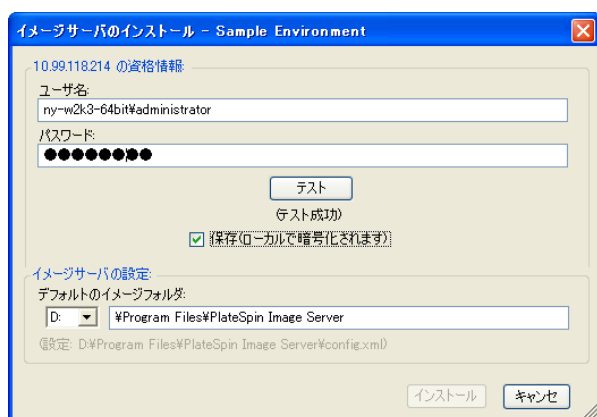 イメージサーバのインストール - Sample Environment
10.99.118.214 の資格情報:
ユーザ名:
ny-w2k3-64bit¥administrator
パスワード:
●●●●●●●●
テスト
(テスト成功)
保存(ローカルで暗号化されます)
イメージサーバの設定:
デフォルトのイメージフォルダ:
D: ¥Program Files¥PlateSpin Image Server
(設定: D:¥Program Files¥PlateSpin Image Server¥config.xml)
インストール キャンセ